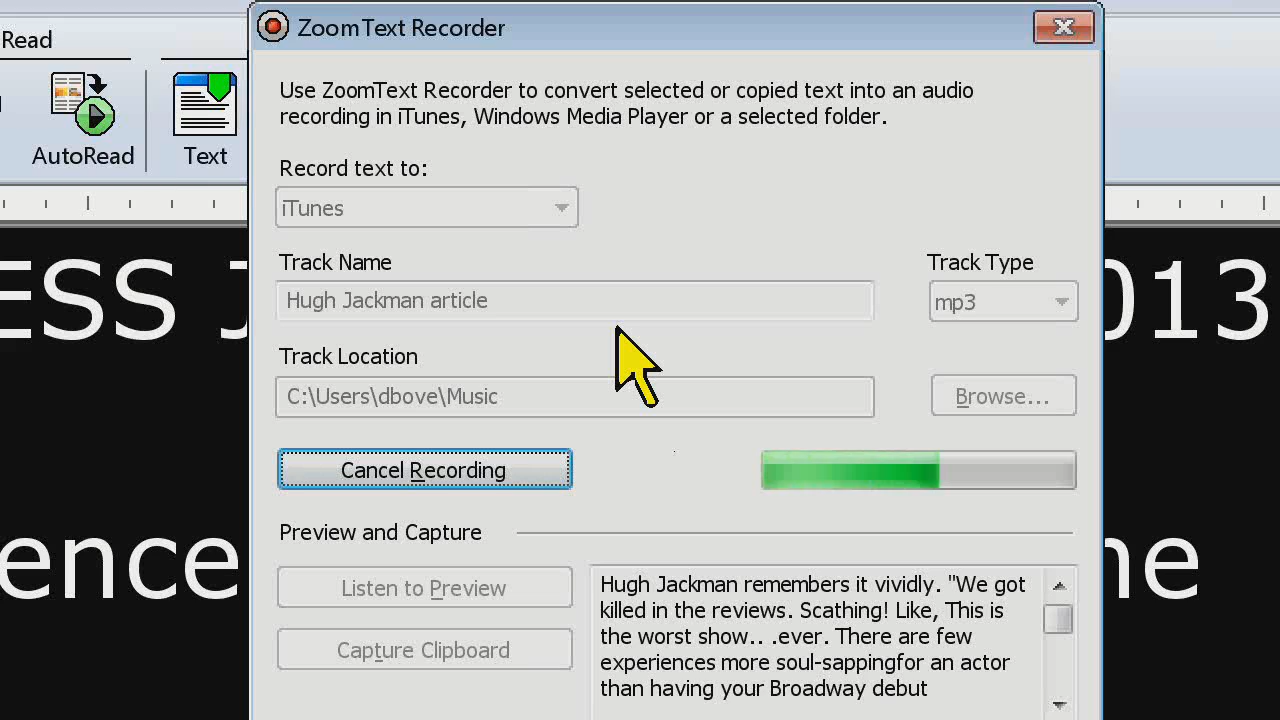 Read
AutoRead
Text
ZoomText Recorder
Use ZoomText Recorder to convert selected or copied text into an audio
recording in iTunes, Windows Media Player or a selected folder.
Record text to:
iTunes
Track Name
Track Type
Hugh Jackman article
mp3
Track Location
C:\Users\dbove\Music
Browse...
Cancel Recording
Preview and Capture
Listen to Preview
Capture Clipboard
Hugh Jackman remembers it vividly. "We got
killed in the reviews. Scathing! Like, This is
the worst show.. .ever. There are few
experiences more soul-sappingfor an actor
than having your Broadway debut
ESS J
013
ence
ne